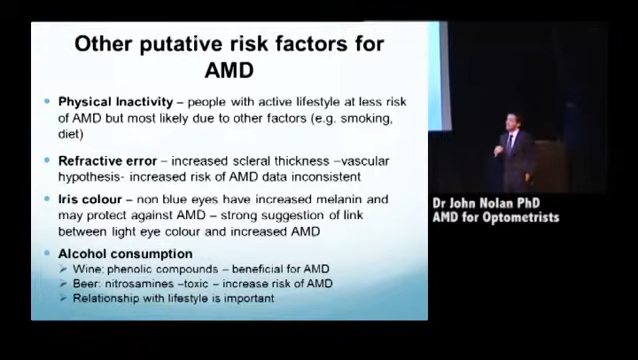 Other putative risk factors for
AMD
Physical Inactivity – people with active lifestyle at less risk
of AMD but most likely due to other factors (e.g. smoking,
diet)
Refractive error – increased scleral thickness –vascular
hypothesis- increased risk of AMD data inconsistent
Iris colour – non blue eyes have increased melanin and
may protect against AMD – strong suggestion of link
between light eye colour and increased AMD
Alcohol consumption
Wine: phenolic compounds – beneficial for AMD
Beer: nitrosamines –toxic – increase risk of AMD
Relationship with lifestyle is important
Dr John Nolan PhD
AMD for Optometrists